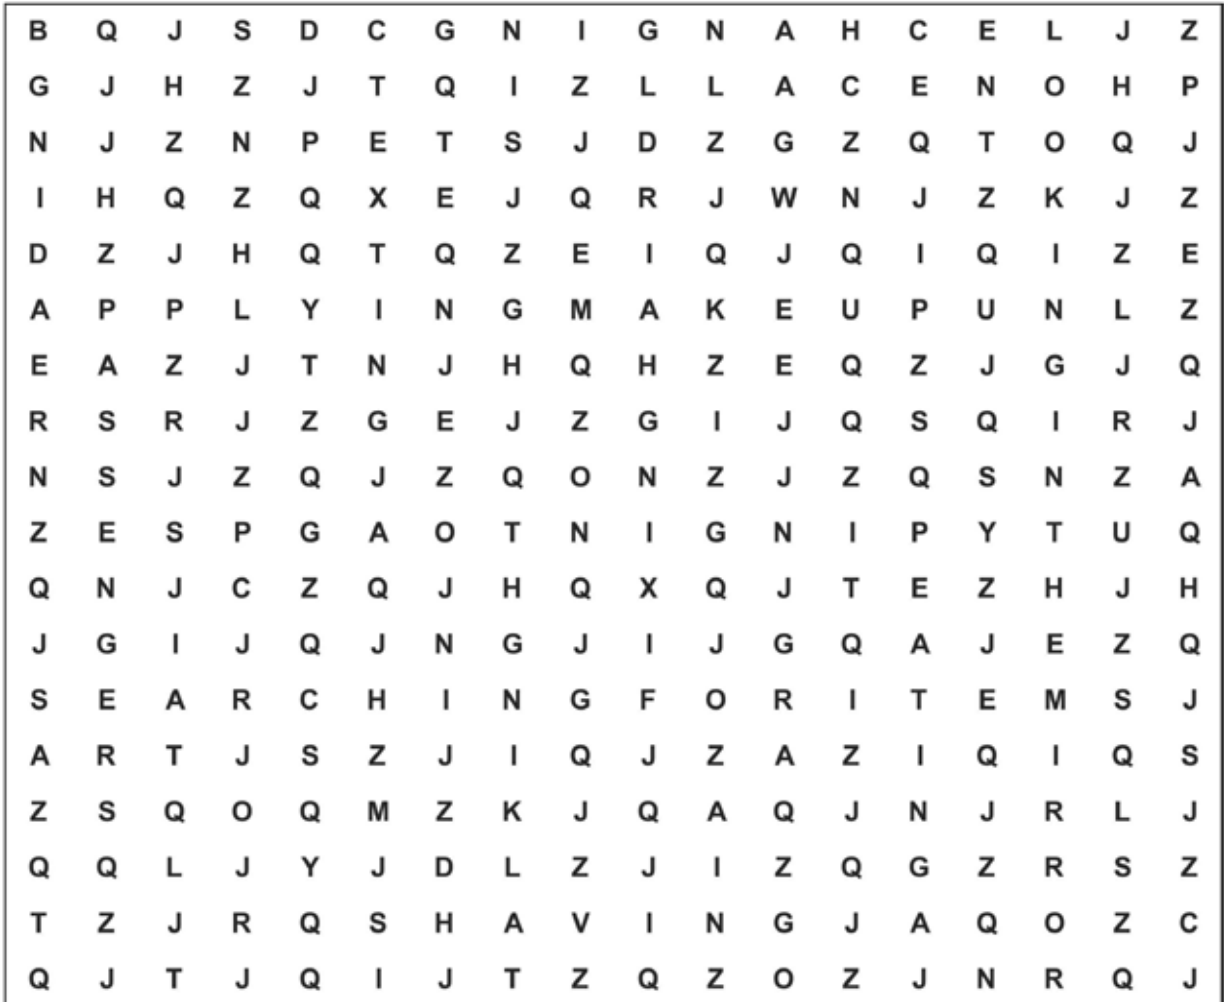 B Q J S D C G N I G N A H C E L J Z
G J H Z J T Q I Z L L A C E N O H P
N J Z N P E T S J D Z G Z Q T O Q J
I H Q Z Q X E J Q R J W N J Z K J Z
D Z J H Q T Q Z E I Q J Q I Q I Z E
A P P L Y I N G M A K E U P U N L Z
E A Z J T N J H Q H Z E Q Z J G J Q
R S R J Z G E J Z G I J Q S Q I R J
N S J Z Q J Z Q O N Z J Z Q S N Z A
Z E S P G A O T N I G N I P Y T U Q
Q N J C Z Q J H Q X Q J T E Z H J H
J G I J Q J N G J I J G Q A J E Z Q
S E A R C H I N G F O R I T E M S J
A R T J S Z J I Q J Z A Z I Q I Q S
Z S Q O Q M Z K J Q A Q J N J R L J
Q Q L J Y J D L Z J I Z Q G Z R S Z
T Z J R Q S H A V I N G J A Q O Z C
Q J T J Q I J T Z Q Z O Z J N R Q J